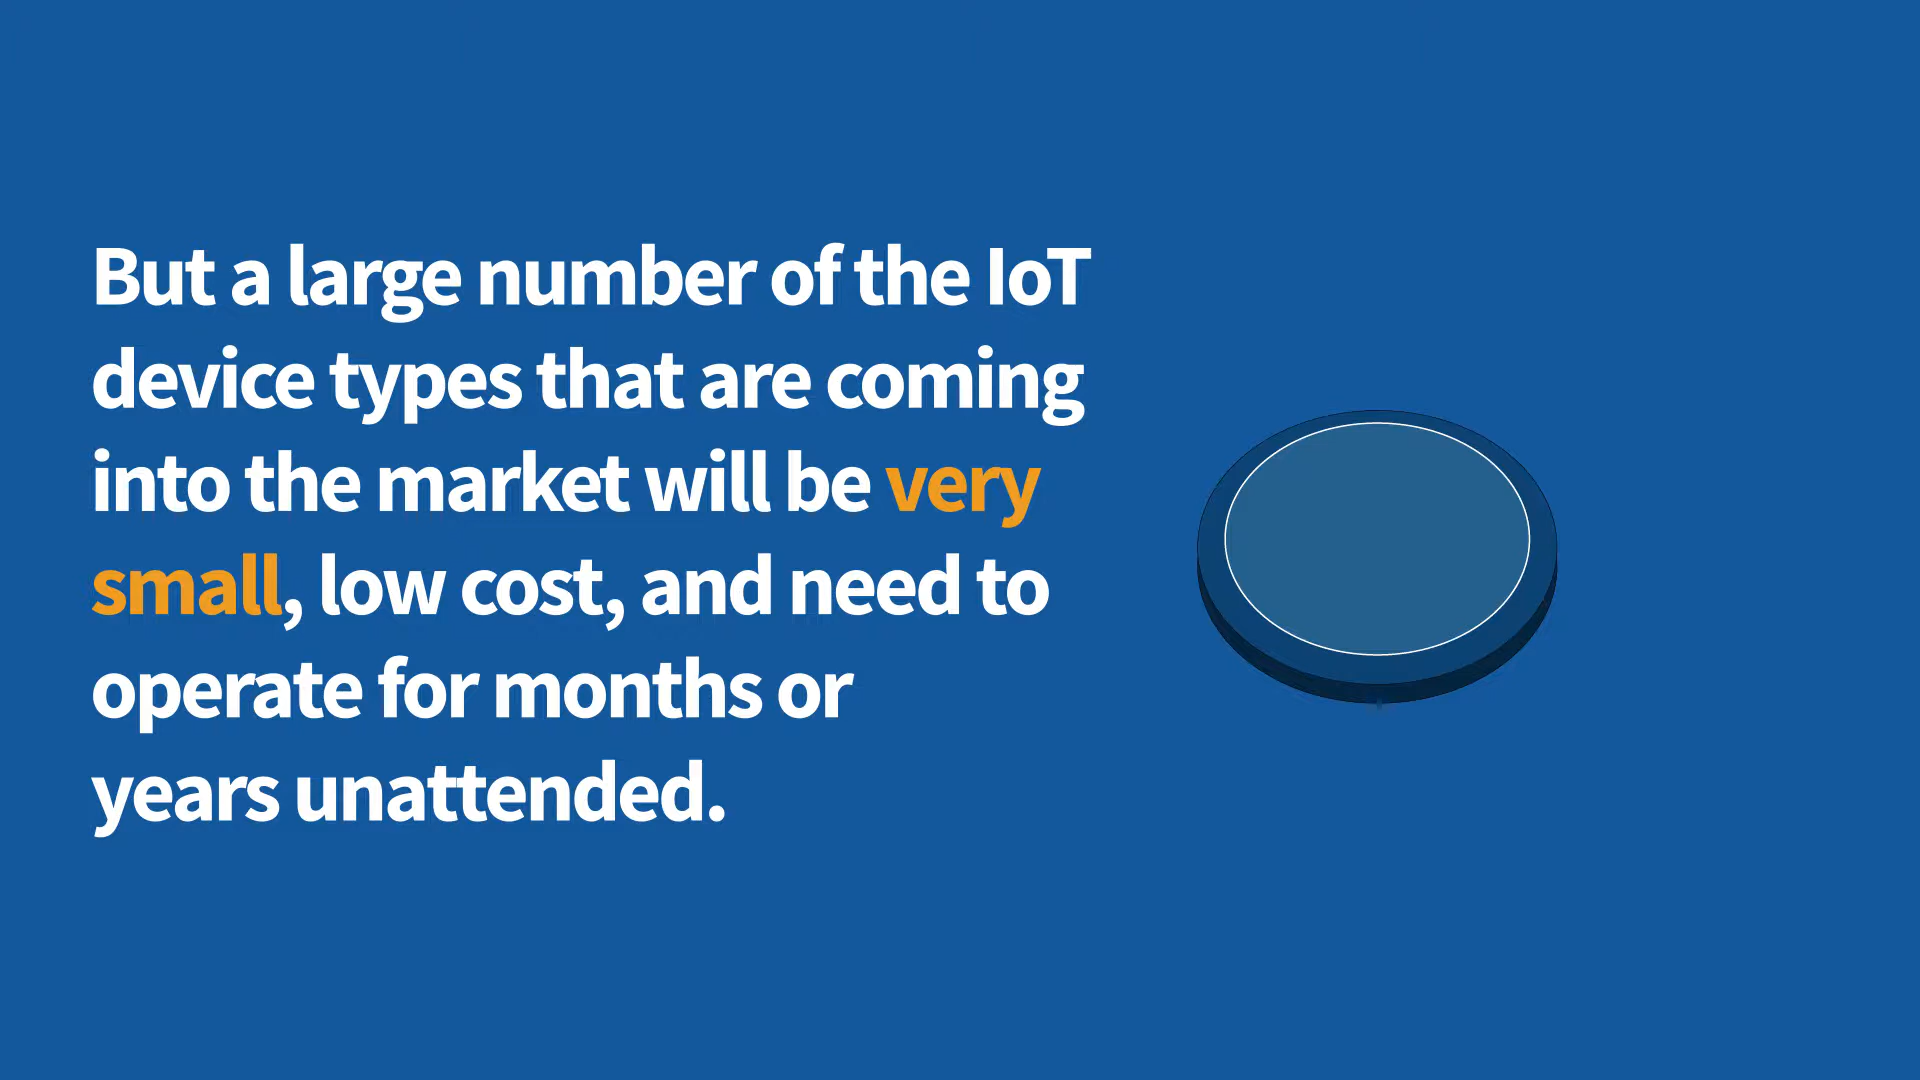 But a large number of the IoT
device types that are coming
into the market will be very
small, low cost, and need to
operate for months or
years unattended.